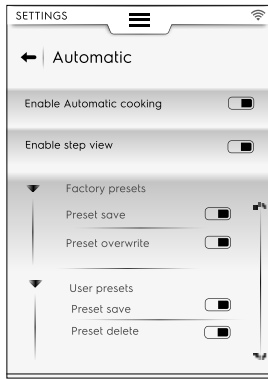 SETTINGS
Automatic
Enable Automatic cooking
Enable step view
Factory presets
Preset save
Preset overwrite
User presets
Preset save
Preset delete